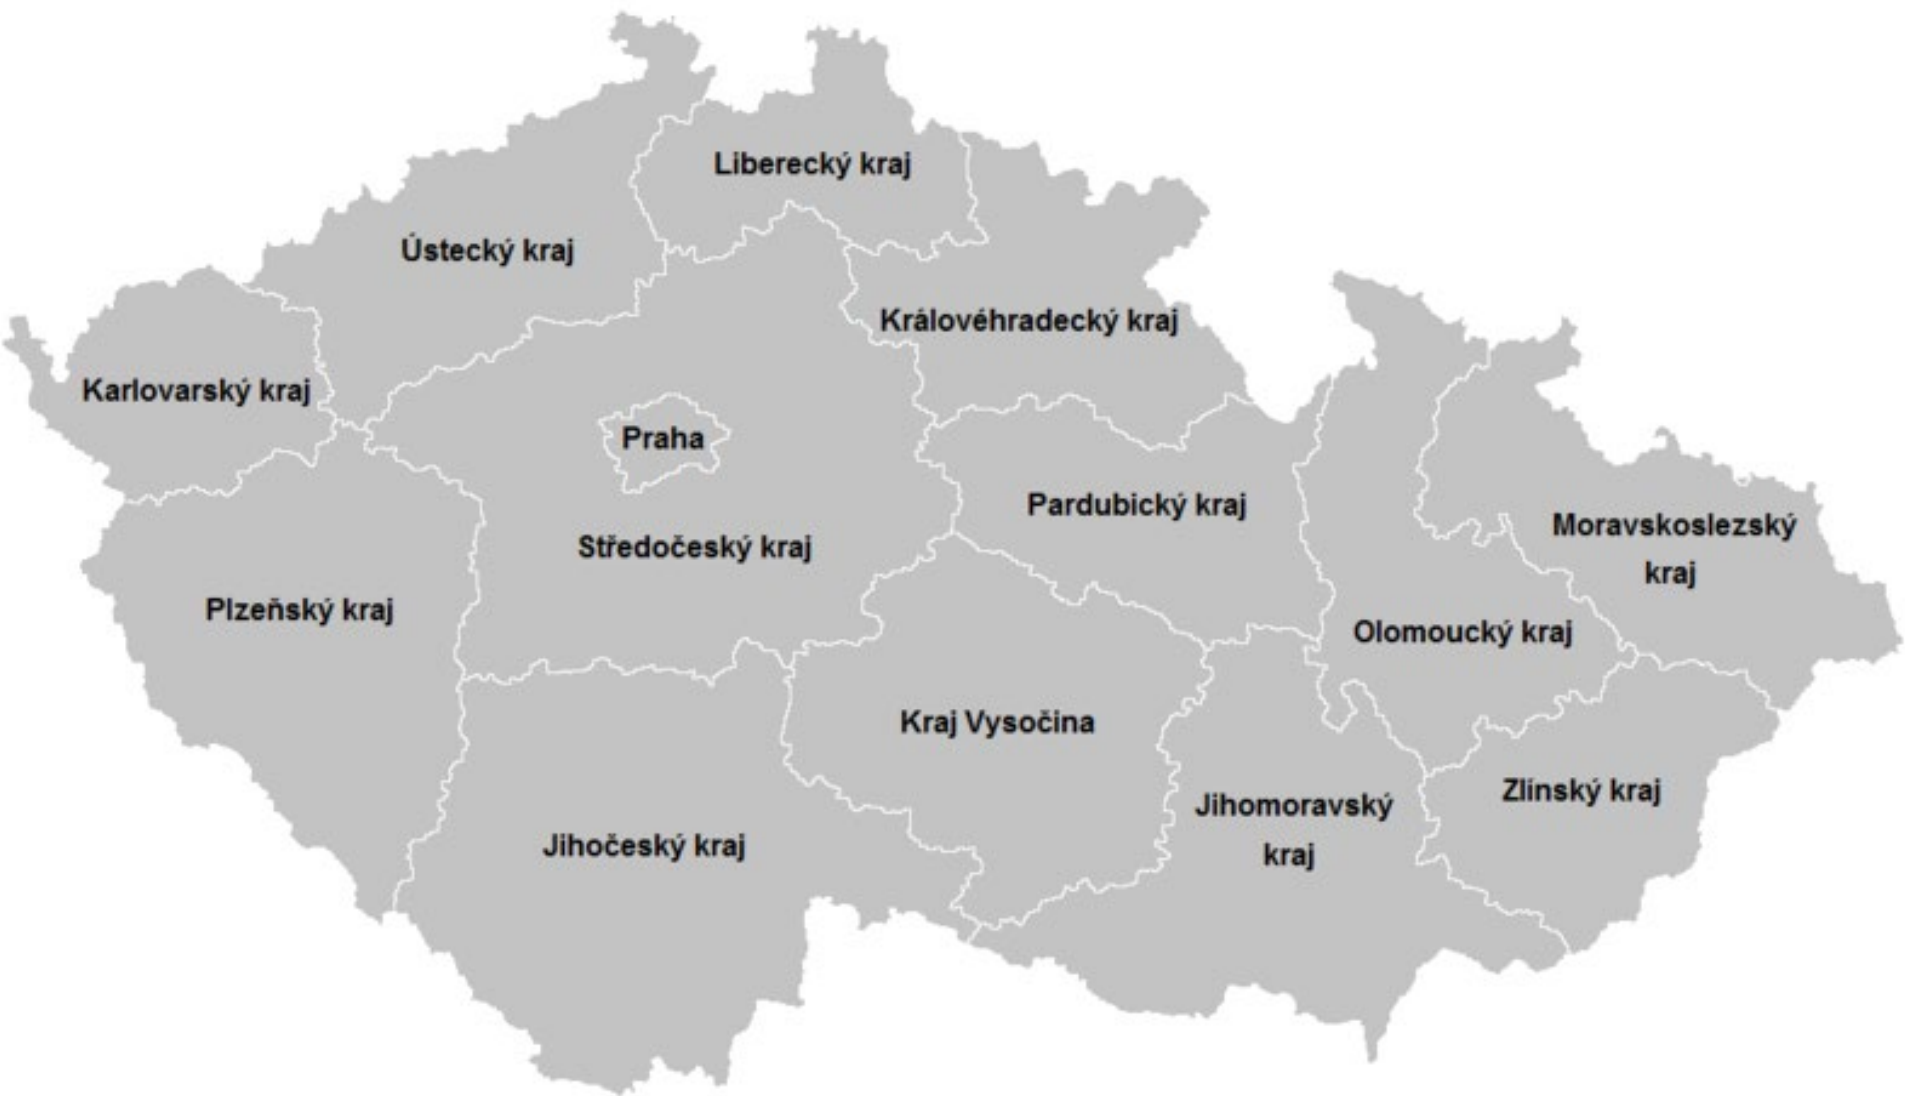 Liberecký kraj
Ústecký kraj
Královéhradecký kraj
Karlovarský kraj
Praha
Pardubický kraj
Moravskoslezský
kraj
Středočeský kraj
Plzeňský kraj
Olomoucký kraj
Kraj Vysočina
Zlínský kraj
Jihomoravský
kraj
Jihočeský kraj